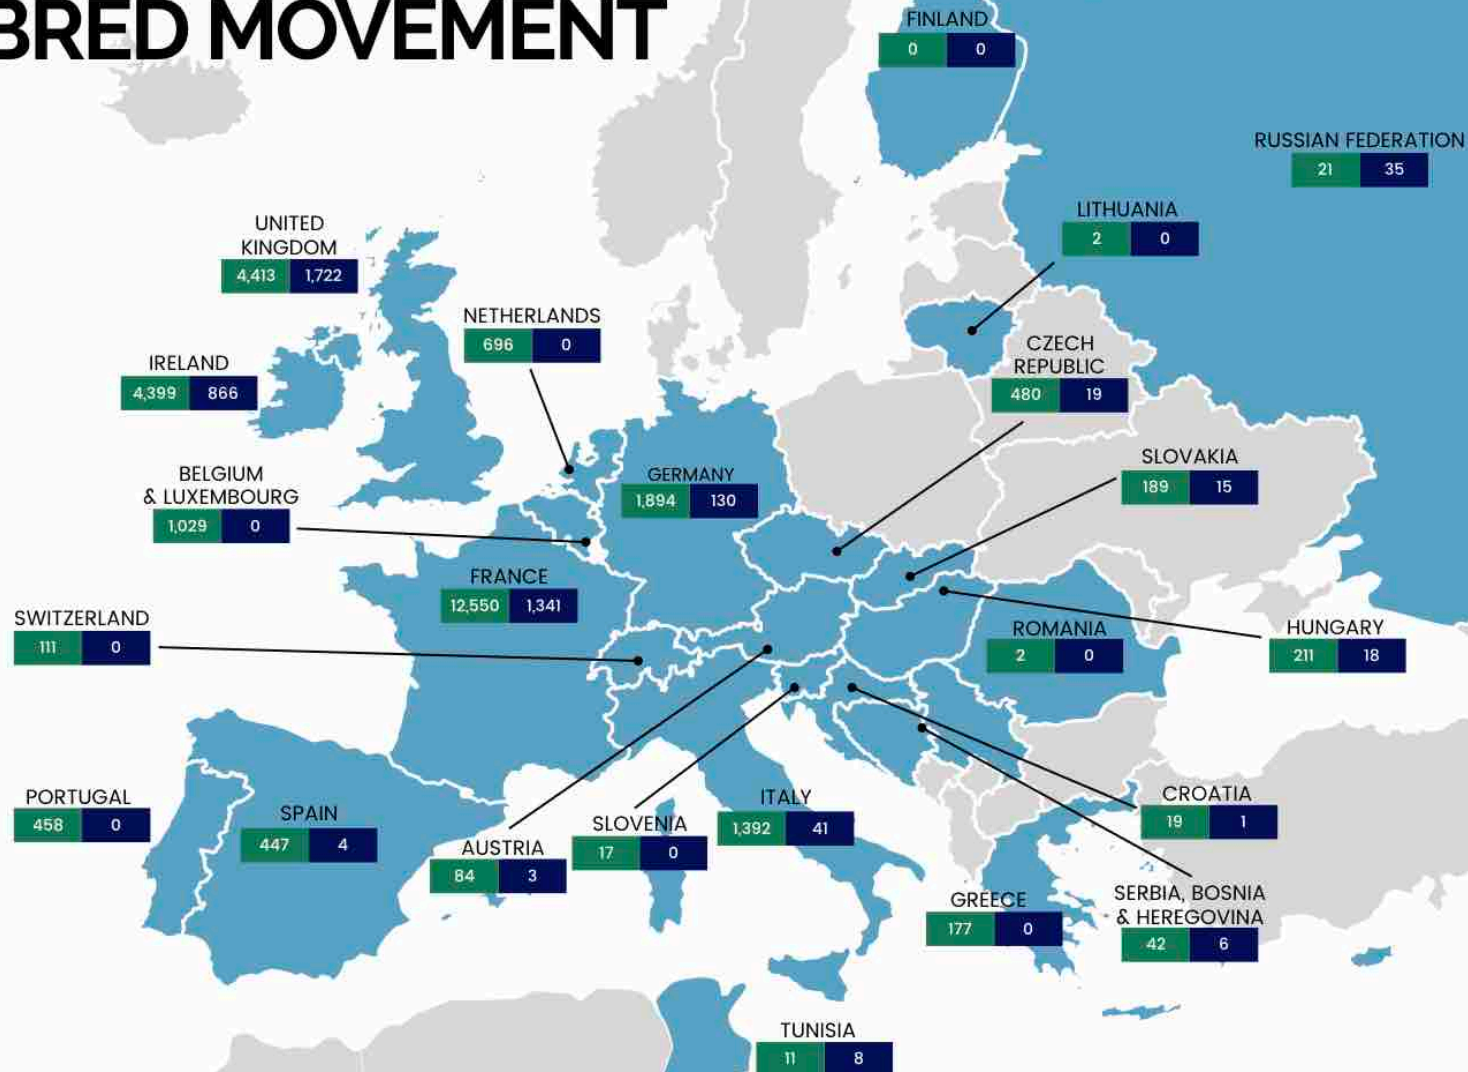 BRED MOVEMENT
FINLAND
0 0
RUSSIAN FEDERATION
21 35
LITHUANIA
2 0
UNITED
KINGDOM
4,413 1,722
NETHERLANDS
696 0
CZECH
REPUBLIC
480 19
IRELAND
4,399 866
SLOVAKIA
189 15
BELGIUM
& LUXEMBOURG
1,029 0
GERMANY
1,894 130
FRANCE
12,550 1,341
SWITZERLAND
111 0
ROMANIA
2 0
HUNGARY
211 18
PORTUGAL
458 0
SPAIN
447 4
AUSTRIA
84 3
SLOVENIA
17 0
ITALY
1,392 41
CROATIA
19 1
GREECE
177 0
SERBIA, BOSNIA
& HEREGOVINA
42 6
TUNISIA
11 8